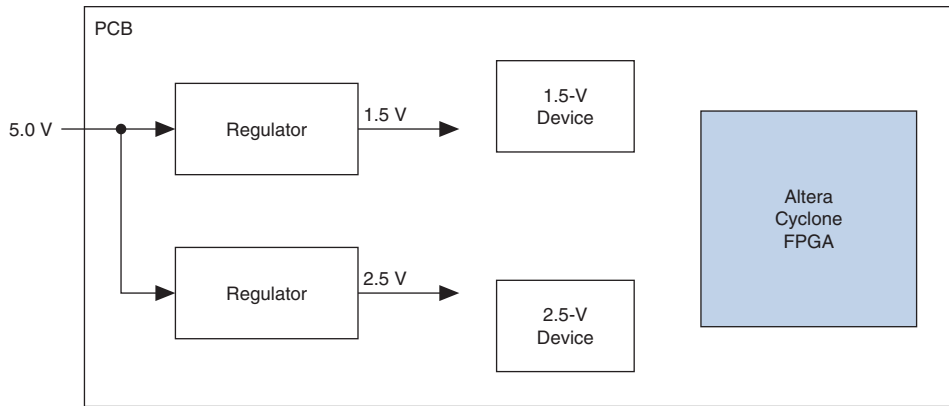 PCB
5.0 V
Regulator
1.5 V
1.5-V
Device
Altera
Cyclone
FPGA
Regulator
2.5 V
2.5-V
Device